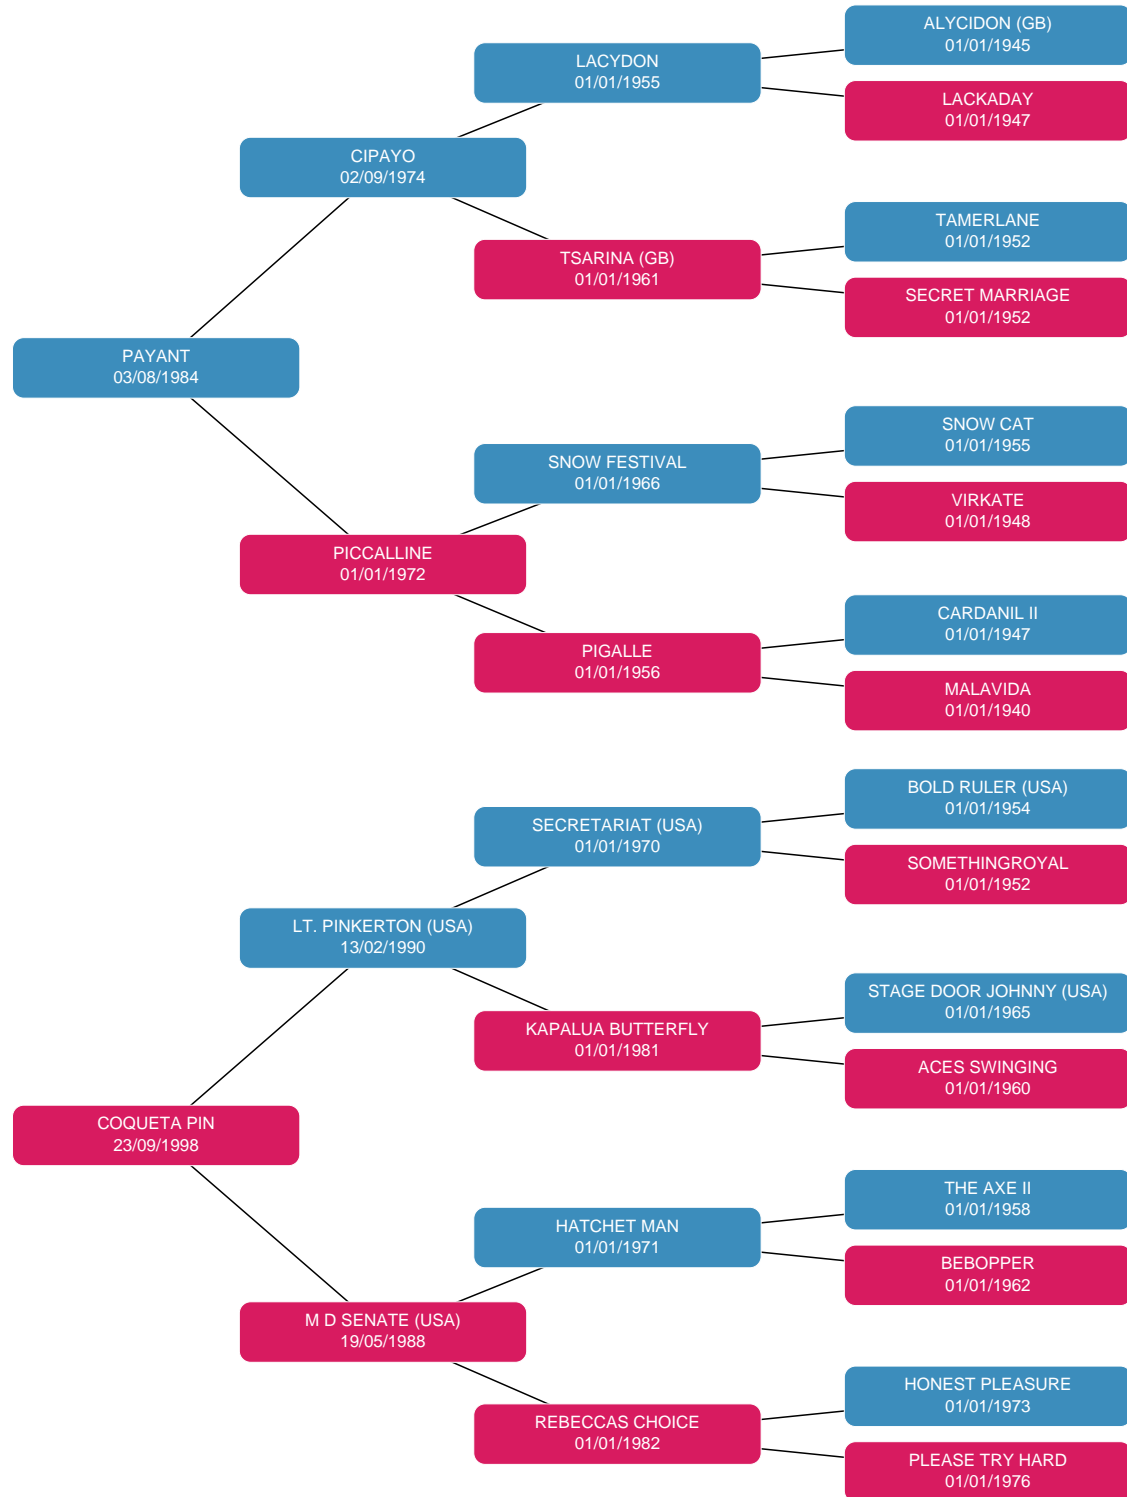 ALYCIDON (GB)
01/01/1945
LACYDON
01/01/1955
LACKADAY
01/01/1947
CIPAYO
02/09/1974
TAMERLANE
01/01/1952
TSARINA (GB)
01/01/1961
SECRET MARRIAGE
01/01/1952
PAYANT
03/08/1984
SNOW CAT
01/01/1955
SNOW FESTIVAL
01/01/1966
VIRKATE
01/01/1948
PICCALLINE
01/01/1972
CARDANIL II
01/01/1947
PIGALLE
01/01/1956
MALAVIDA
01/01/1940
BOLD RULER (USA)
01/01/1954
SECRETARIAT (USA)
01/01/1970
SOMETHINGROYAL
01/01/1952
LT. PINKERTON (USA)
13/02/1990
STAGE DOOR JOHNNY (USA)
01/01/1965
KAPALUA BUTTERFLY
01/01/1981
ACES SWINGING
01/01/1960
COQUETA PIN
23/09/1998
THE AXE II
01/01/1958
HATCHET MAN
01/01/1971
BEBOPPER
01/01/1962
M D SENATE (USA)
19/05/1988
HONEST PLEASURE
01/01/1973
REBECCAS CHOICE
01/01/1982
PLEASE TRY HARD
01/01/1976